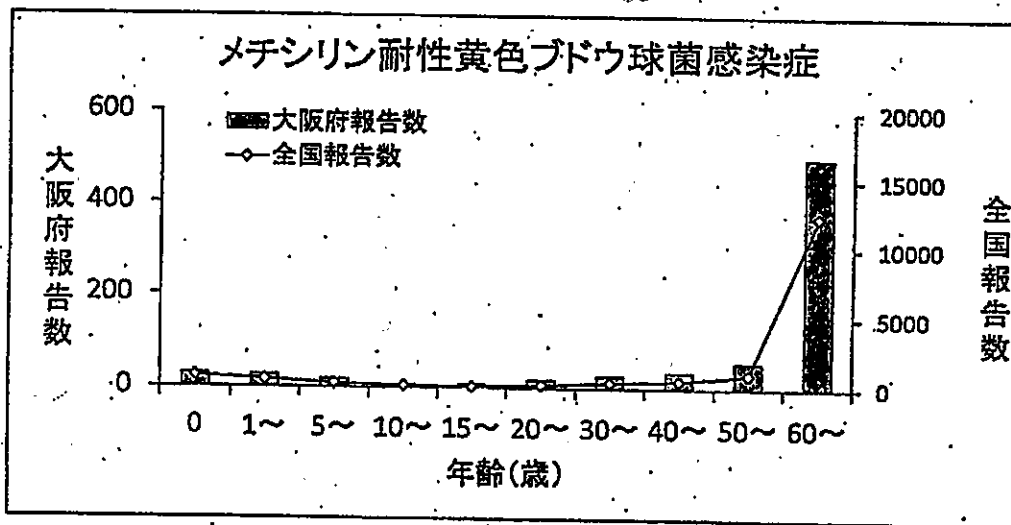 メチシリン耐性黄色ブドウ球菌感染症
大阪府報告数
全国報告数
大阪府報告数
600
400
200
0
20000
15000
10000
5000
0
全国報告数
0 1～ 5～ 10～ 15～ 20～ 30～ 40～ 50～ 60～
年齢(歳)